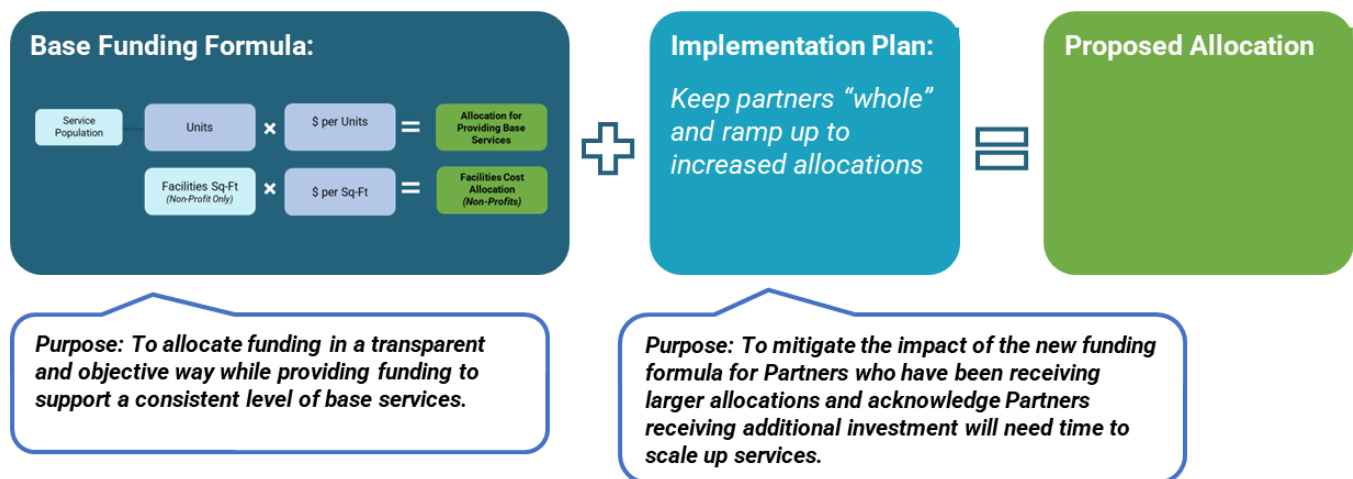 Base Funding Formula:
Service
Population
Units
×
$ per Units
=
Allocation for
Providing Base
Services
Facilities Sq-Ft
(Non-Profit Only)
×
$ per Sq-Ft
=
Facilities Cost
Allocation
(Non-Profits)
Implementation Plan:
Keep partners “whole”
and ramp up to
increased allocations
Proposed Allocation
Purpose: To allocate funding in a transparent
and objective way while providing funding to
support a consistent level of base services.
Purpose: To mitigate the impact of the new funding
formula for Partners who have been receiving
larger allocations and acknowledge Partners
receiving additional investment will need time to
scale up services.